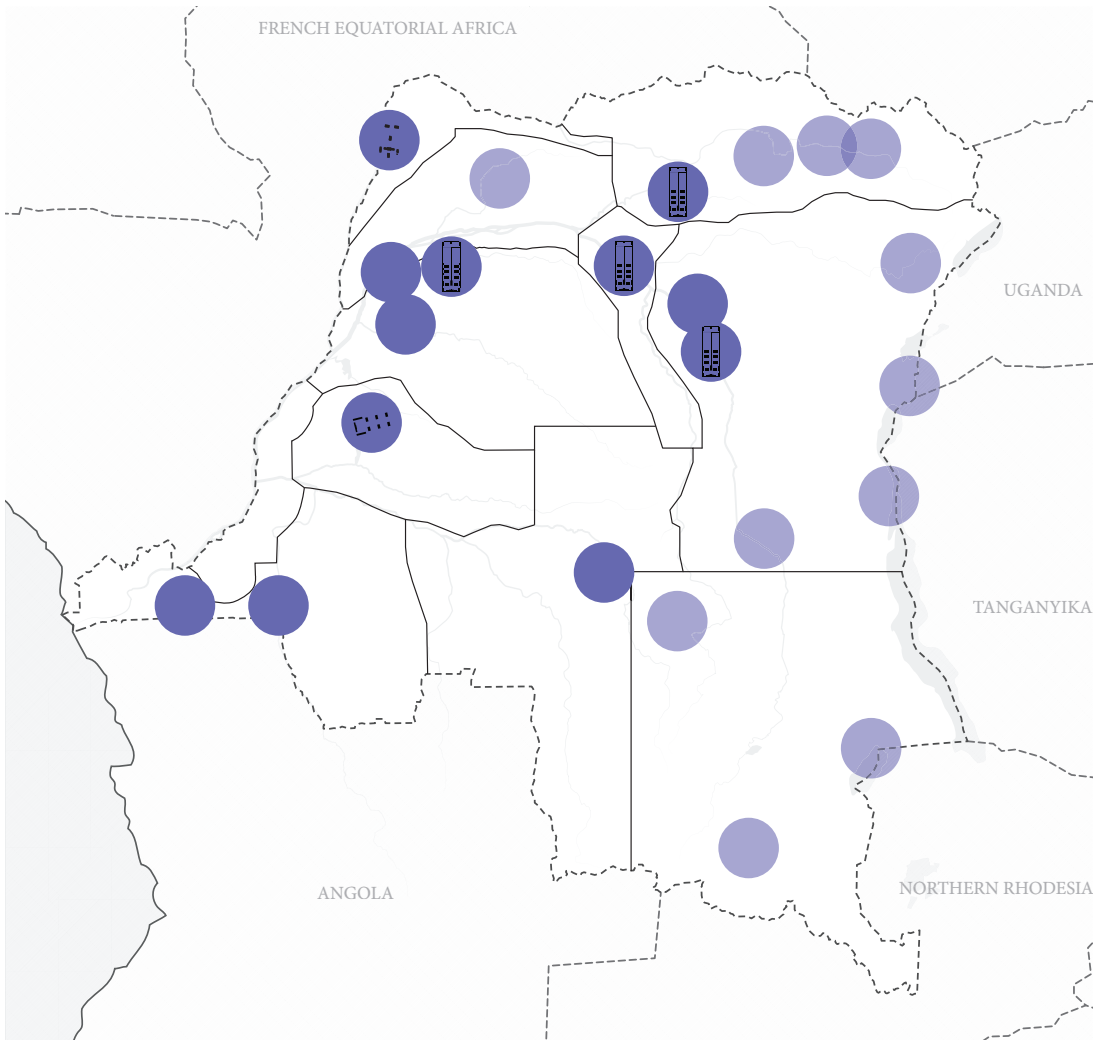 FRENCH EQUATORIAL AFRICA
UGANDA
TANGANYIKA
ANGOLA
NORTHERN RHODESIA